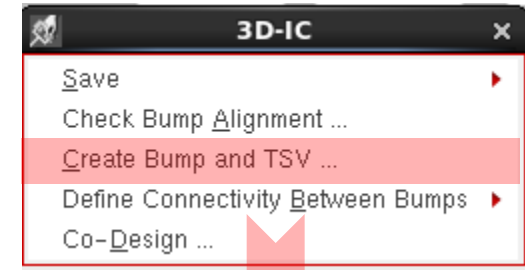 3D-IC
Save
Check Bump Alignment ...
Create Bump and TSV ...
Define Connectivity Between Bumps
Co-Design ...